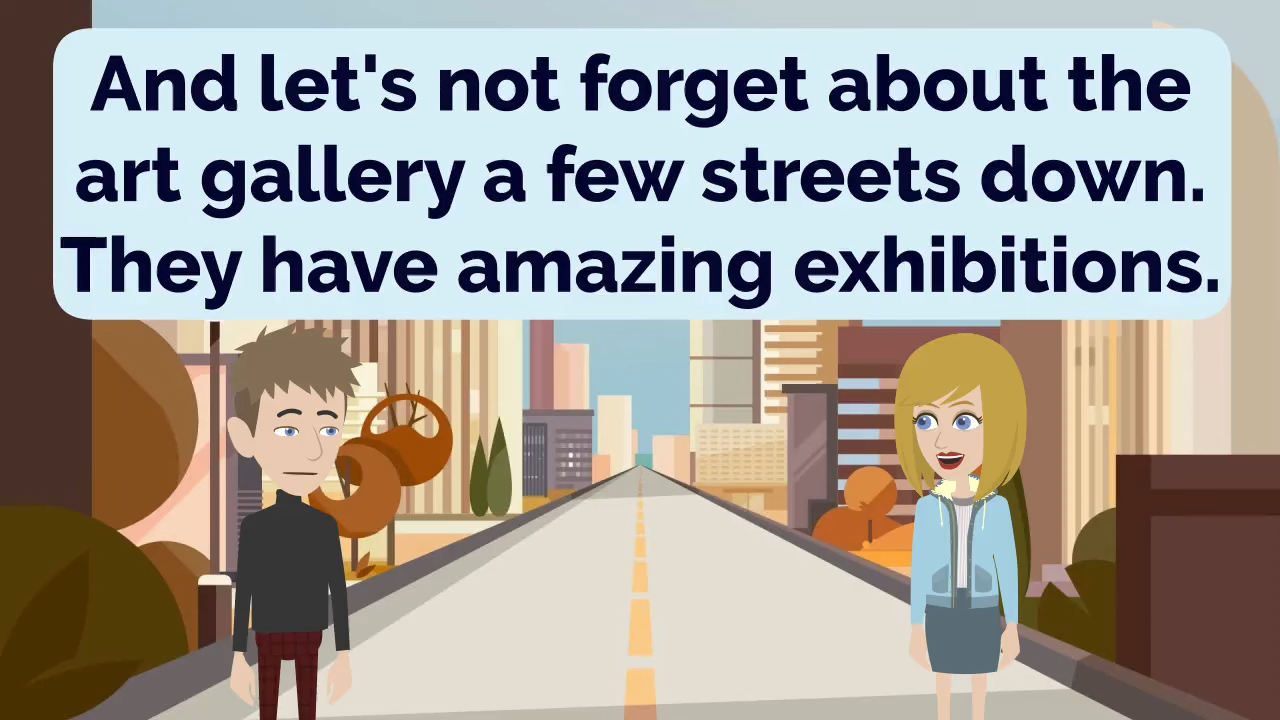 And let's not forget about the
art gallery a few streets down.
They have amazing exhibitions.